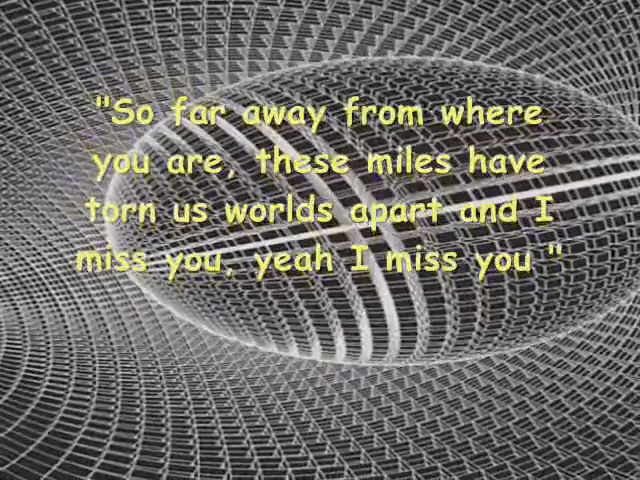 "So far away from where
you are, these miles have
torn us worlds apart and I
miss you, yeah I miss you "